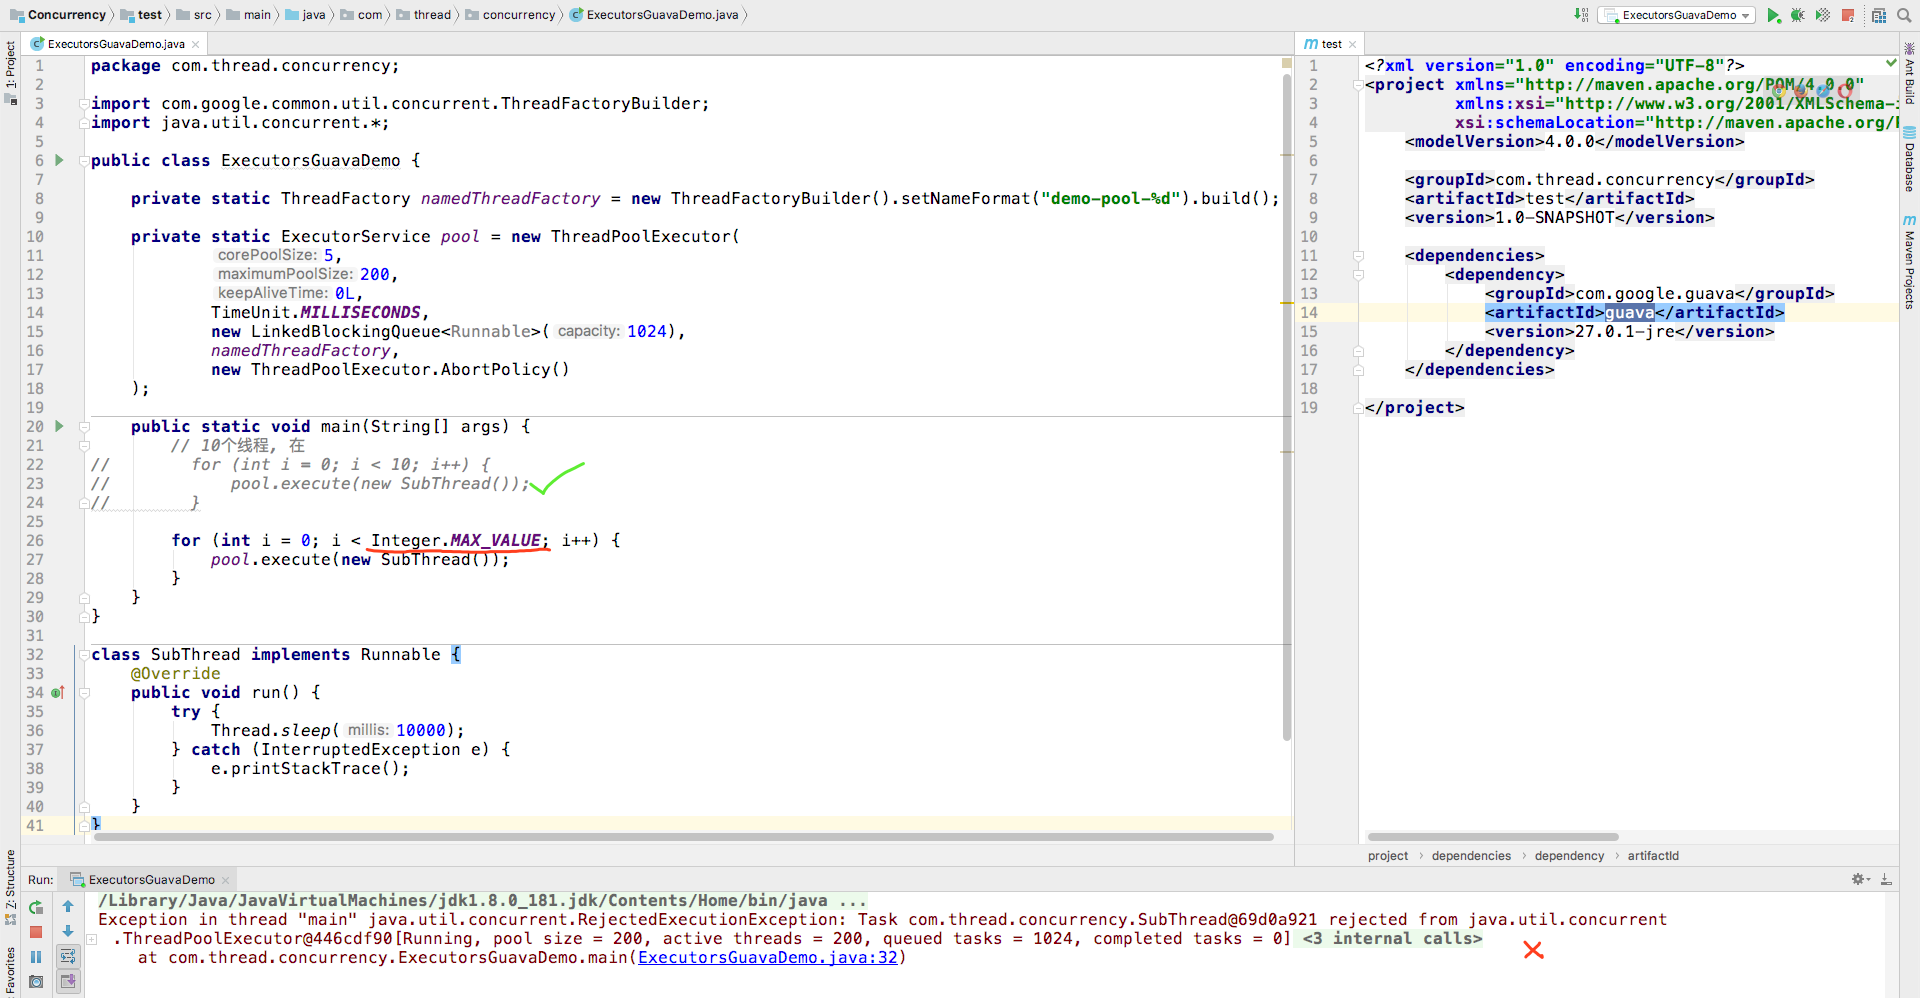 Concurrency test src main java com thread concurrency ExecutorsGuavaDemo.java ExecutorsGuavaDemo
ExecutorsGuavaDemo.java
1 package com.thread.concurrency;
2
3 import com.google.common.util.concurrent.ThreadFactoryBuilder;
4 import java.util.concurrent.*;
5
6 public class ExecutorsGuavaDemo {
7
8 private static ThreadFactory namedThreadFactory = new ThreadFactoryBuilder().setNameFormat("demo-pool-%d").build();
9
10 private static ExecutorService pool = new ThreadPoolExecutor(
11 corePoolSize: 5,
12 maximumPoolSize: 200,
13 keepAliveTime: 0L,
14 TimeUnit.MILLISECONDS,
15 new LinkedBlockingQueue<Runnable>( capacity: 1024),
16 namedThreadFactory,
17 new ThreadPoolExecutor.AbortPolicy()
18 );
19
20 public static void main(String[] args) {
21 // 10个线程, 在
22 // for (int i = 0; i < 10; i++) {
23 // pool.execute(new SubThread());
24 // }
25
26 for (int i = 0; i < Integer.MAX_VALUE; i++) {
27 pool.execute(new SubThread());
28 }
29 }
30 }
31
32 class SubThread implements Runnable {
33 @Override
34 public void run() {
35 try {
36 Thread.sleep( millis: 10000);
37 } catch (InterruptedException e) {
38 e.printStackTrace();
39 }
40 }
41 }
test
1 <?xml version="1.0" encoding="UTF-8"?>
2 <project xmlns="http://maven.apache.org/POM/4.0.0"
3 xmlns:xsi="http://www.w3.org/2001/XMLSchema-i
4 xsi:schemaLocation="http://maven.apache.org/
5 <modelVersion>4.0.0</modelVersion>
6
7 <groupId>com.thread.concurrency</groupId>
8 <artifactId>test</artifactId>
9 <version>1.0-SNAPSHOT</version>
10
11 <dependencies>
12 <dependency>
13 <groupId>com.google.guava</groupId>
14 <artifactId>guava</artifactId>
15 <version>27.0.1-jre</version>
16 </dependency>
17 </dependencies>
18
19 </project>
project dependencies dependency artifactId
1: Project
Z: Structure
Favorites
Ant Build
Database
Maven Projects
Run: ExecutorsGuavaDemo
/Library/Java/JavaVirtualMachines/jdk1.8.0_181.jdk/Contents/Home/bin/java ...
Exception in thread "main" java.util.concurrent.RejectedExecutionException: Task com.thread.concurrency.SubThread@69d0a921 rejected from java.util.concurrent
.ThreadPoolExecutor@446cdf90[Running, pool size = 200, active threads = 200, queued tasks = 1024, completed tasks = 0] <3 internal calls>
at com.thread.concurrency.ExecutorsGuavaDemo.main(ExecutorsGuavaDemo.java:32)